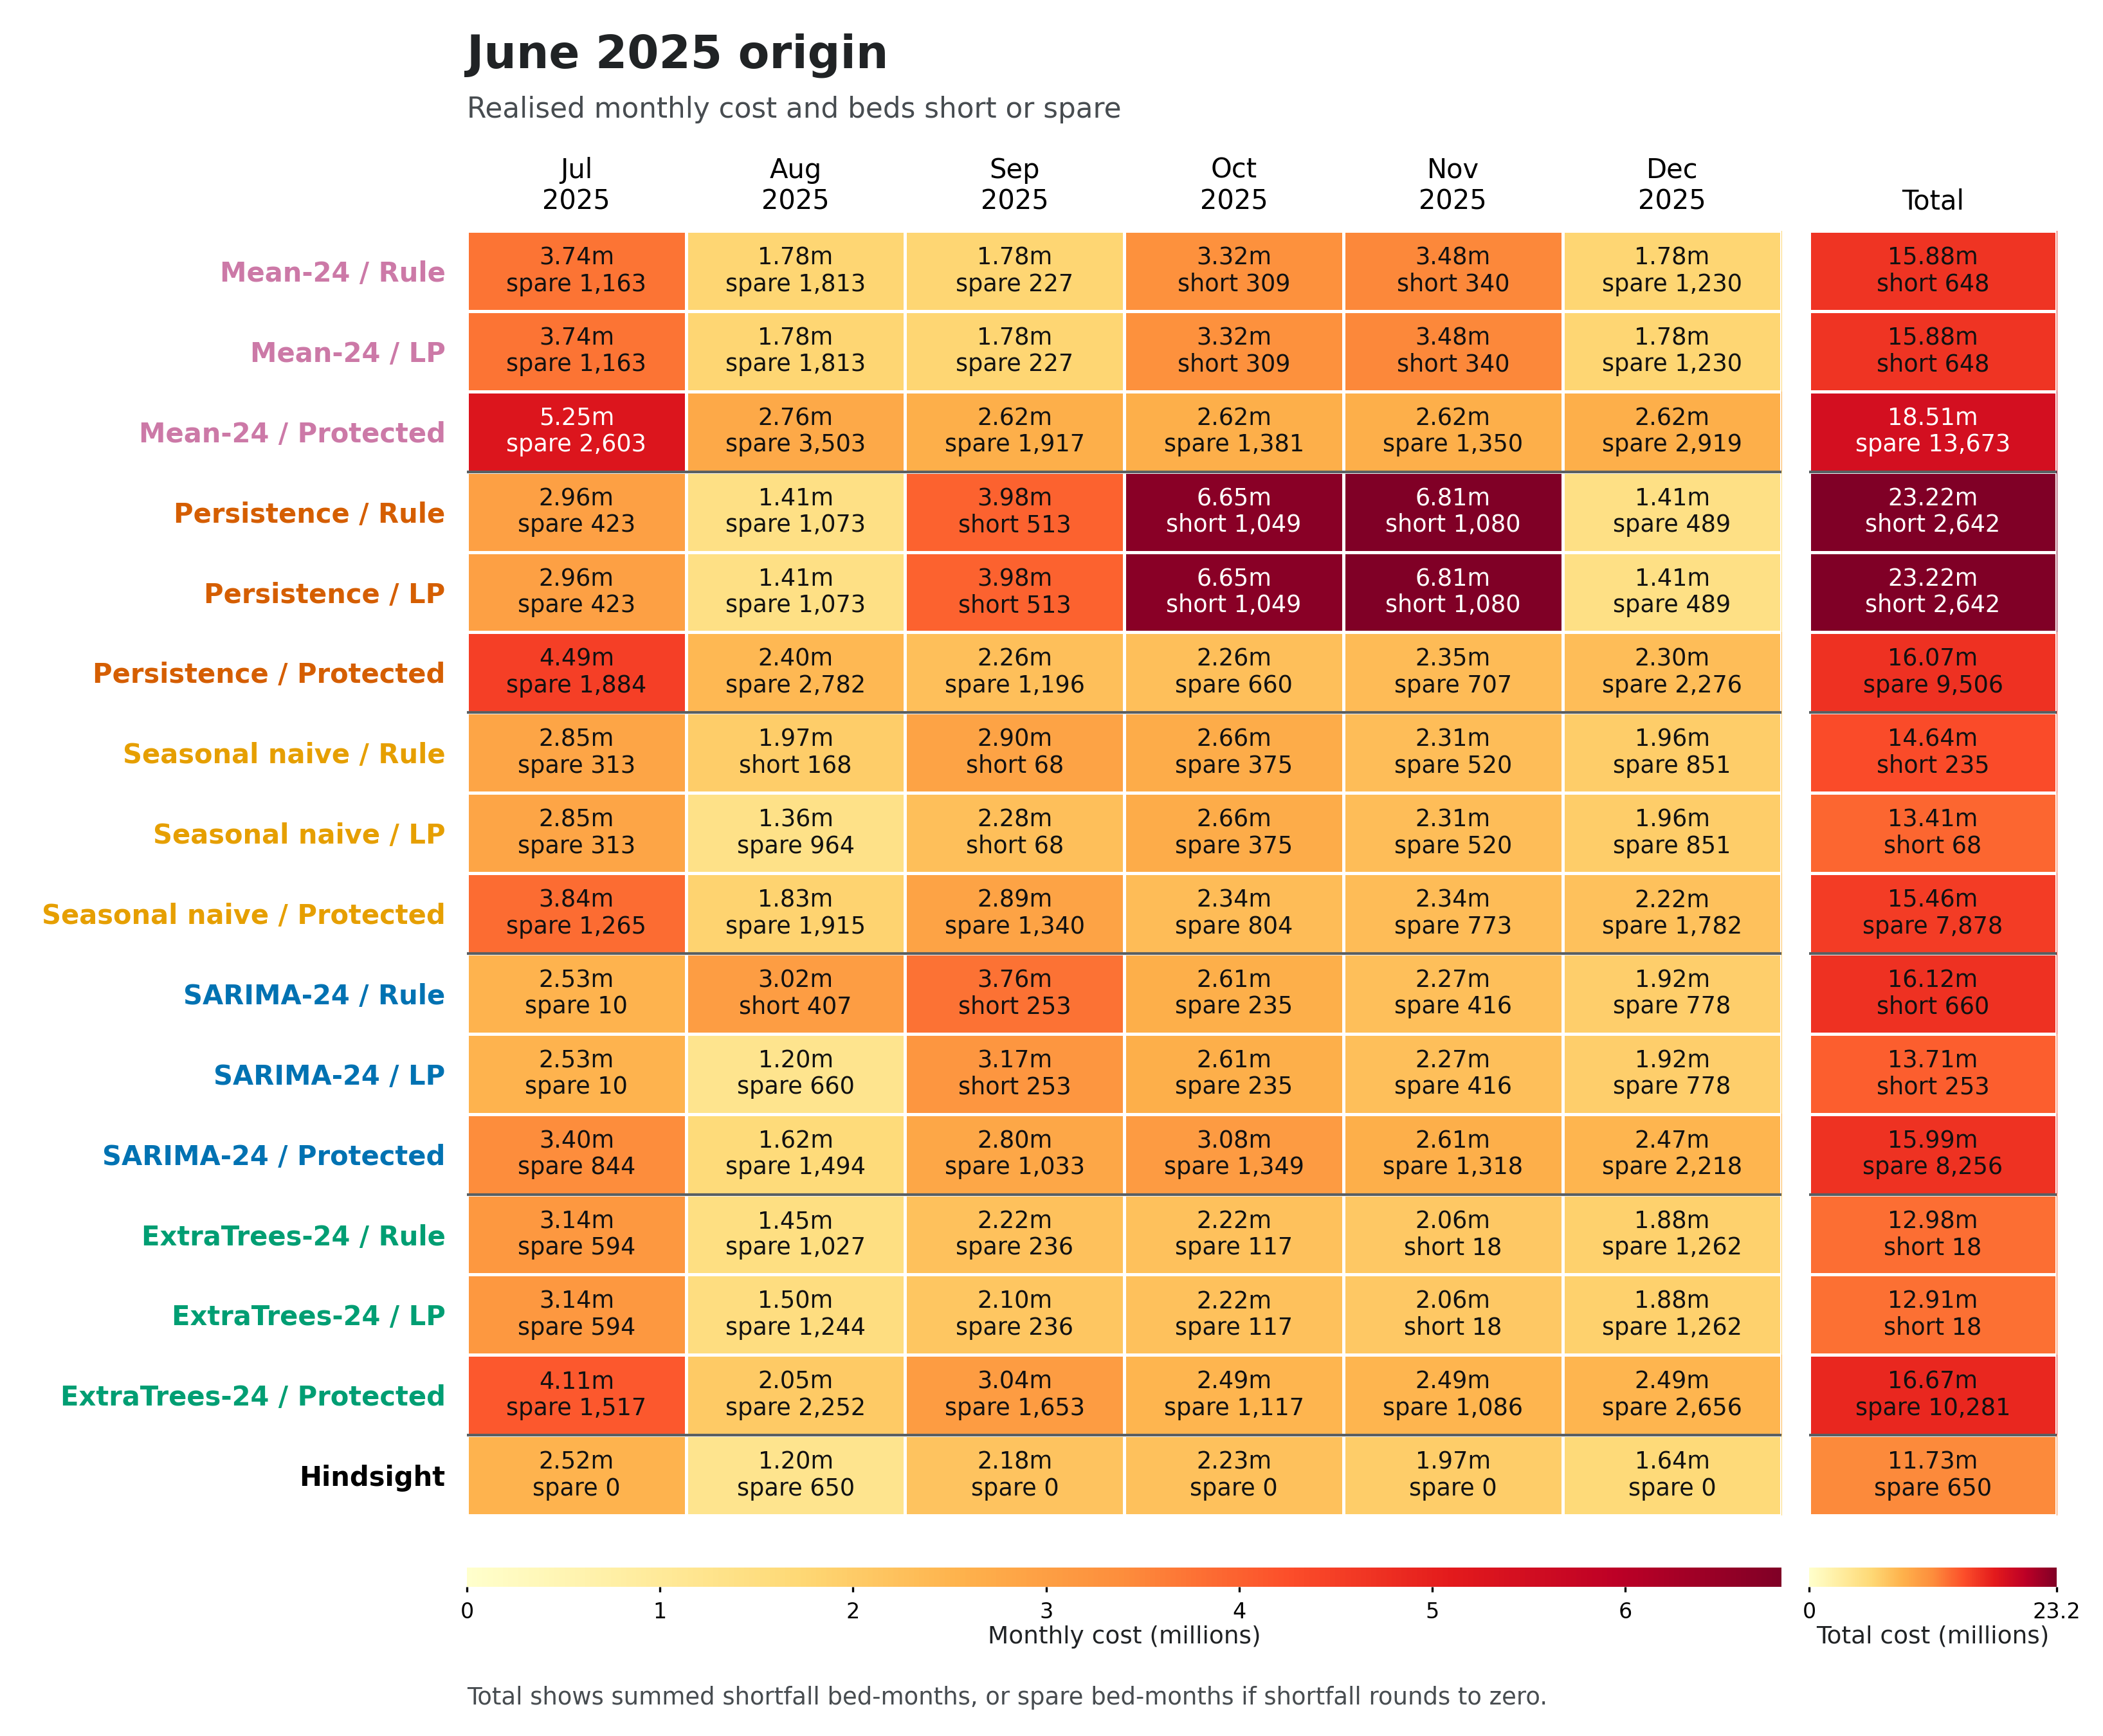 June 2025 origin
Realised monthly cost and beds short or spare
Jul 2025 Aug 2025 Sep 2025 Oct 2025 Nov 2025 Dec 2025 Total
Mean-24 / Rule 3.74m spare 1,163 1.78m spare 1,813 1.78m spare 227 3.32m short 309 3.48m short 340 1.78m spare 1,230 15.88m short 648
Mean-24 / LP 3.74m spare 1,163 1.78m spare 1,813 1.78m spare 227 3.32m short 309 3.48m short 340 1.78m spare 1,230 15.88m short 648
Mean-24 / Protected 5.25m spare 2,603 2.76m spare 3,503 2.62m spare 1,917 2.62m spare 1,381 2.62m spare 1,350 2.62m spare 2,919 18.51m spare 13,673
Persistence / Rule 2.96m spare 423 1.41m spare 1,073 3.98m short 513 6.65m short 1,049 6.81m short 1,080 1.41m spare 489 23.22m short 2,642
Persistence / LP 2.96m spare 423 1.41m spare 1,073 3.98m short 513 6.65m short 1,049 6.81m short 1,080 1.41m spare 489 23.22m short 2,642
Persistence / Protected 4.49m spare 1,884 2.40m spare 2,782 2.26m spare 1,196 2.26m spare 660 2.35m spare 707 2.30m spare 2,276 16.07m spare 9,506
Seasonal naive / Rule 2.85m spare 313 1.97m short 168 2.90m short 68 2.66m spare 375 2.31m spare 520 1.96m spare 851 14.64m short 235
Seasonal naive / LP 2.85m spare 313 1.36m spare 964 2.28m short 68 2.66m spare 375 2.31m spare 520 1.96m spare 851 13.41m short 68
Seasonal naive / Protected 3.84m spare 1,265 1.83m spare 1,915 2.89m spare 1,340 2.34m spare 804 2.34m spare 773 2.22m spare 1,782 15.46m spare 7,878
SARIMA-24 / Rule 2.53m spare 10 3.02m short 407 3.76m short 253 2.61m spare 235 2.27m spare 416 1.92m spare 778 16.12m short 660
SARIMA-24 / LP 2.53m spare 10 1.20m spare 660 3.17m short 253 2.61m spare 235 2.27m spare 416 1.92m spare 778 13.71m short 253
SARIMA-24 / Protected 3.40m spare 844 1.62m spare 1,494 2.80m spare 1,033 3.08m spare 1,349 2.61m spare 1,318 2.47m spare 2,218 15.99m spare 8,256
ExtraTrees-24 / Rule 3.14m spare 594 1.45m spare 1,027 2.22m spare 236 2.22m spare 117 2.06m short 18 1.88m spare 1,262 12.98m short 18
ExtraTrees-24 / LP 3.14m spare 594 1.50m spare 1,244 2.10m spare 236 2.22m spare 117 2.06m short 18 1.88m spare 1,262 12.91m short 18
ExtraTrees-24 / Protected 4.11m spare 1,517 2.05m spare 2,252 3.04m spare 1,653 2.49m spare 1,117 2.49m spare 1,086 2.49m spare 2,656 16.67m spare 10,281
Hindsight 2.52m spare 0 1.20m spare 650 2.18m spare 0 2.23m spare 0 1.97m spare 0 1.64m spare 0 11.73m spare 650
0 1 2 3 4 5 6 0 23.2
Monthly cost (millions) Total cost (millions)
Total shows summed shortfall bed-months, or spare bed-months if shortfall rounds to zero.